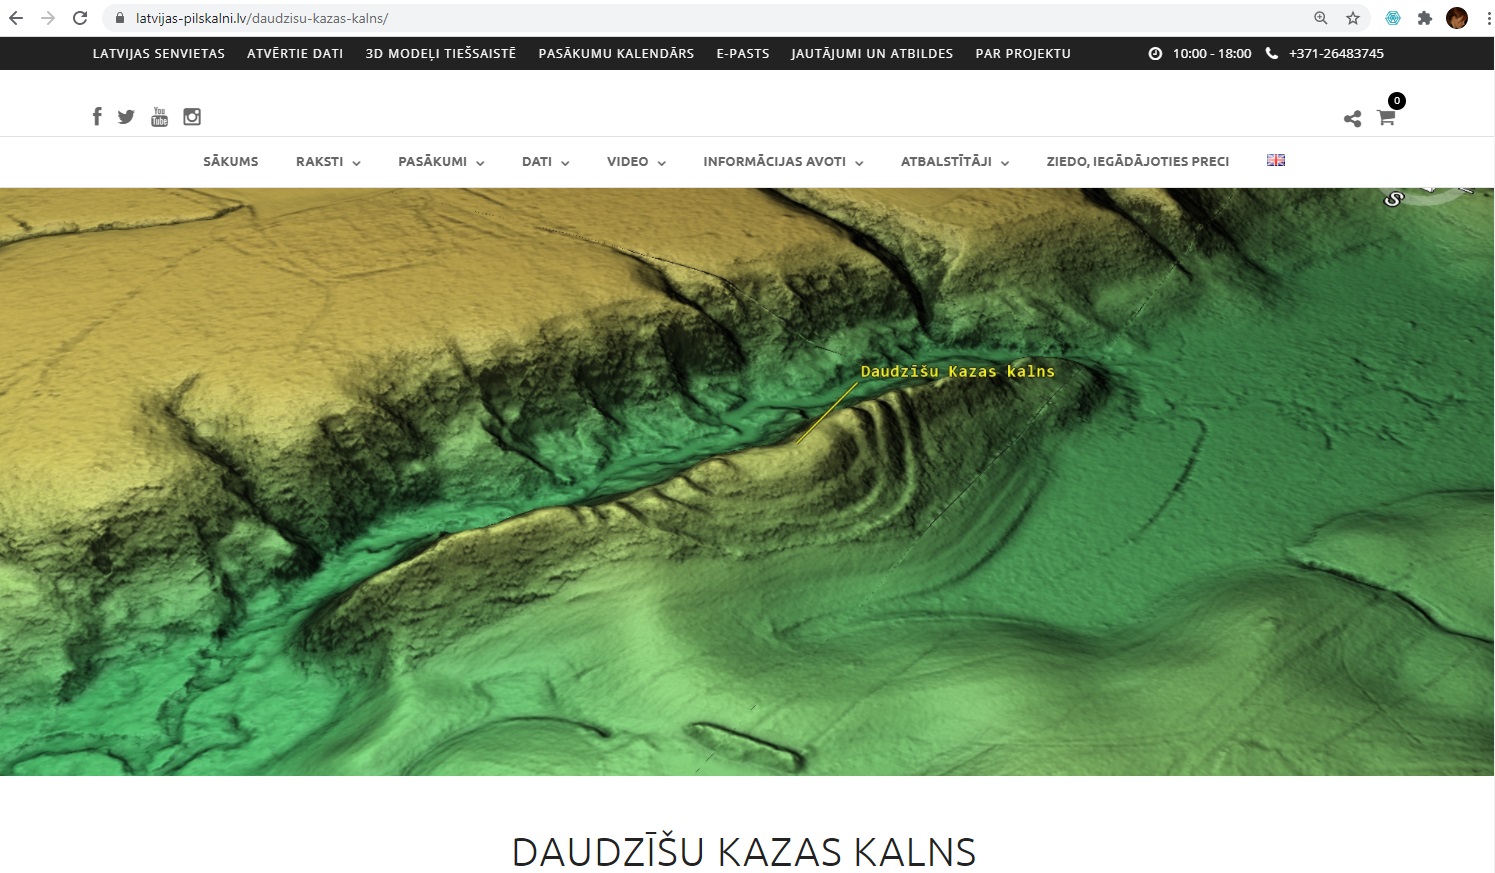 latvijas-pilskalni.lv/daudzisu-kazas-kalns/
LATVIJAS SENVIETAS ATVĒRTIE DATI 3D MODEĻI TIEŠSAISTĒ PASĀKUMU KALENDĀRS E-PASTS JAUTĀJUMI UN ATBILDES PAR PROJEKTU 10:00 - 18:00 +371-26483745
You Tube
0
SĀKUMS RAKSTI PASĀKUMI DATI VIDEO INFORMĀCIJAS AVOTI ATBALSTĪTĀJI ZIEDO, IEGĀDĀJOTIES PRECI
S
Daudzīšu Kazas kalns
DAUDZĪŠU KAZAS KALNS